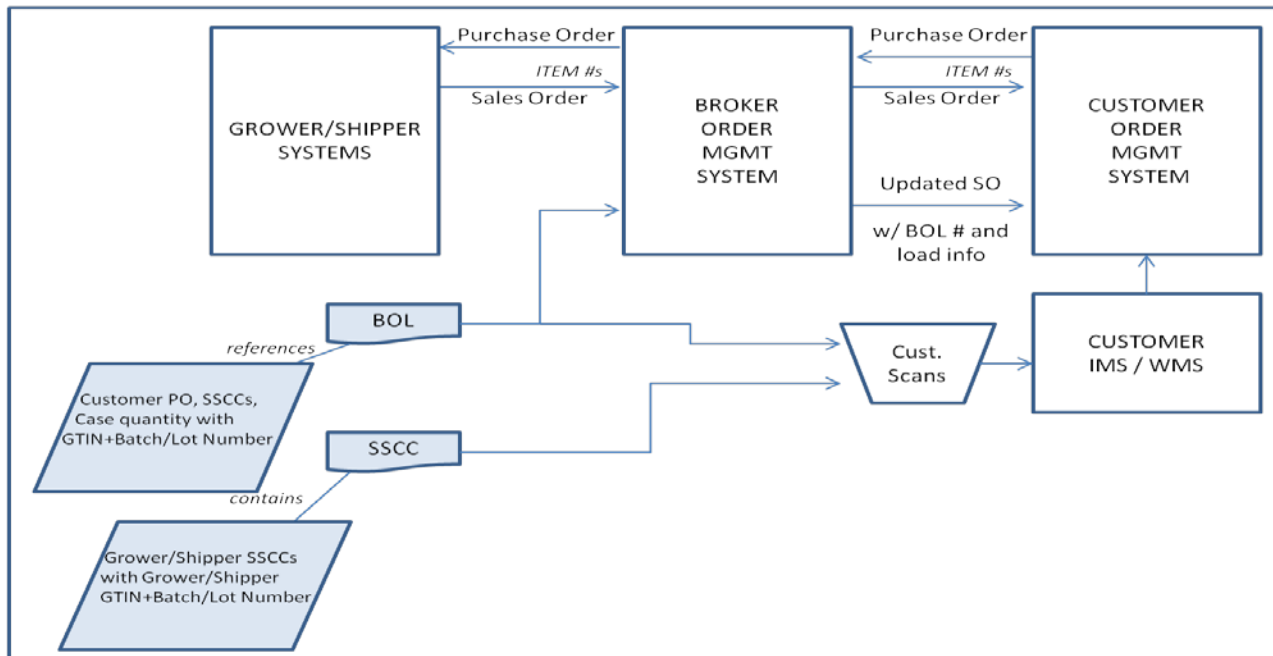 Purchase Order
ITEM #s
Sales Order
Purchase Order
ITEM #s
Sales Order
GROWER/SHIPPER
SYSTEMS
BROKER
ORDER
MGMT
SYSTEM
CUSTOMER
ORDER
MGMT
SYSTEM
Updated SO
w/ BOL # and
load info
BOL
references
Customer PO, SSCCs,
Case quantity with
GTIN+Batch/Lot Number
Cust.
Scans
CUSTOMER
IMS / WMS
SSCC
contains
Grower/Shipper SSCCs
with Grower/Shipper
GTIN+Batch/Lot Number